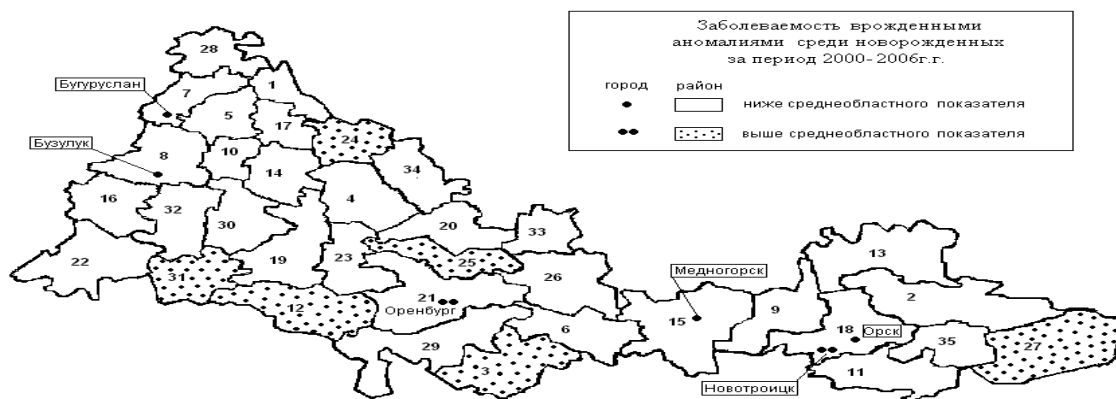 Заболеваемость врожденными
аномалиями среди новорожденных
за период 2000-2006г.г.
город район
ниже среднеобластного показателя
выше среднеобластного показателя
28
Бугуруслан
7
1
5
17
24
Бузулук
8
10
14
34
16
32
30
4
20
33
13
22
31
19
23
25
26
Медногорск
2
12
21
Оренбург
15
9
18
Орск
6
29
35
27
3
11
Новотроицк